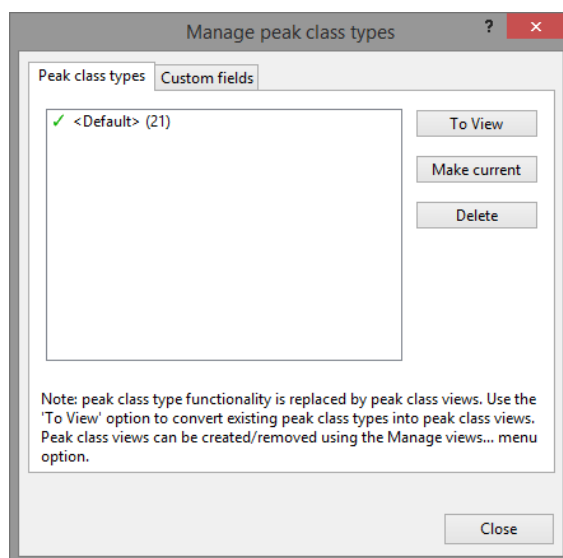 Manage peak class types
?
×
Peak class types
Custom fields
✓ <Default> (21)
To View
Make current
Delete
Note: peak class type functionality is replaced by peak class views. Use the
'To View' option to convert existing peak class types into peak class views.
Peak class views can be created/removed using the Manage views... menu
option.
Close